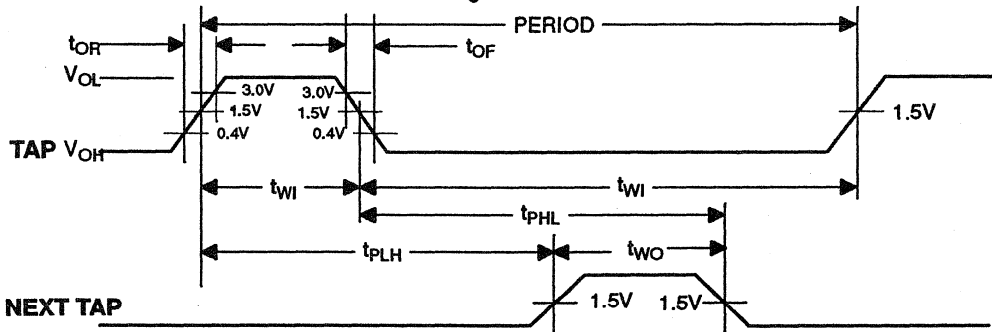 PERIOD
tOR tOF
VOL
3.0V 3.0V
1.5V 1.5V 1.5V
0.4V 0.4V
TAP VOH
tWI tWI
tPHL
tPLH tWO
1.5V 1.5V
NEXT TAP